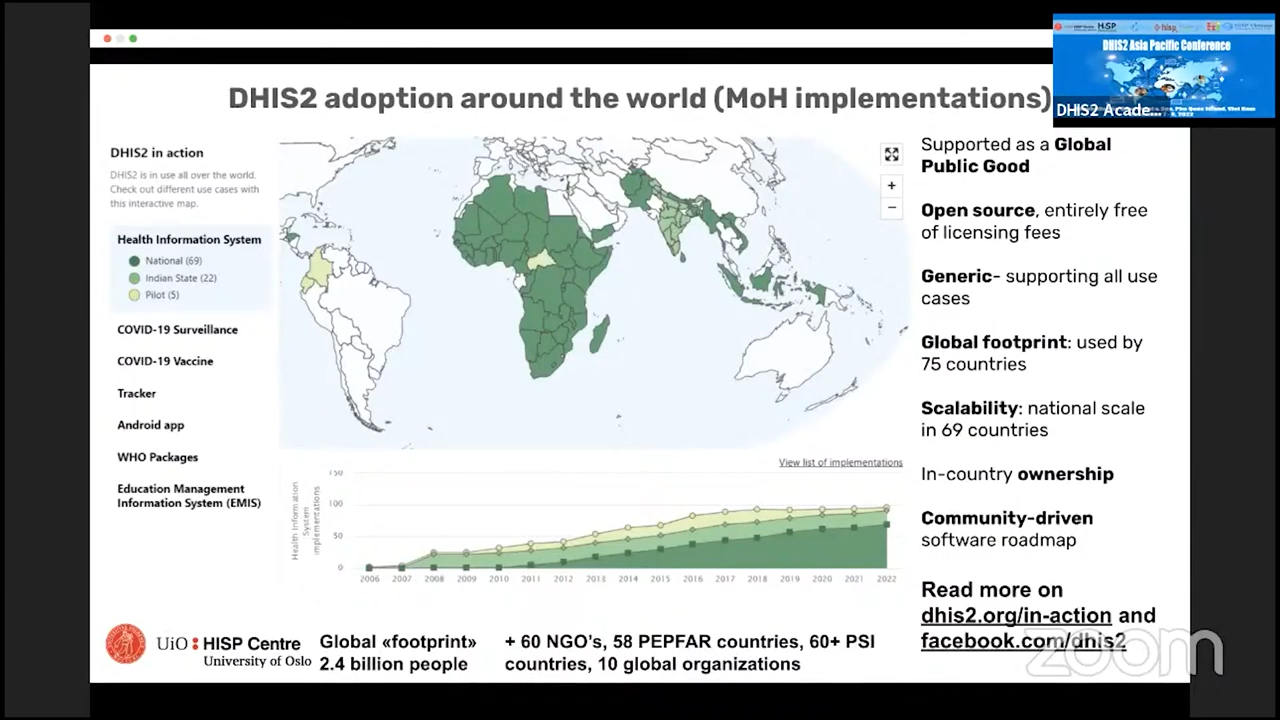 DHIS2 adoption around the world (MoH implementations)
DHIS2 Asia Pacific Conference
DHIS2 Acade
DHIS2 in action
DHIS2 is in use all over the world.
Check out different use cases with
this interactive map.
Health Information System
National (69)
Indian State (22)
Pilot (5)
COVID-19 Surveillance
COVID-19 Vaccine
Tracker
Android app
WHO Packages
Education Management
Information System (EMIS)
+
−
View list of implementations
Health Information
System
implementations
150
100
50
0
2006 2007 2008 2009 2010 2011 2012 2013 2014 2015 2016 2017 2018 2019 2020 2021 2022
Supported as a Global
Public Good
Open source, entirely free
of licensing fees
Generic- supporting all use
cases
Global footprint: used by
75 countries
Scalability: national scale
in 69 countries
In-country ownership
Community-driven
software roadmap
Read more on
dhis2.org/in-action and
facebook.com/dhis2
UiO HISP Centre
University of Oslo
Global «footprint»
2.4 billion people
+ 60 NGO's, 58 PEPFAR countries, 60+ PSI
countries, 10 global organizations
zoom